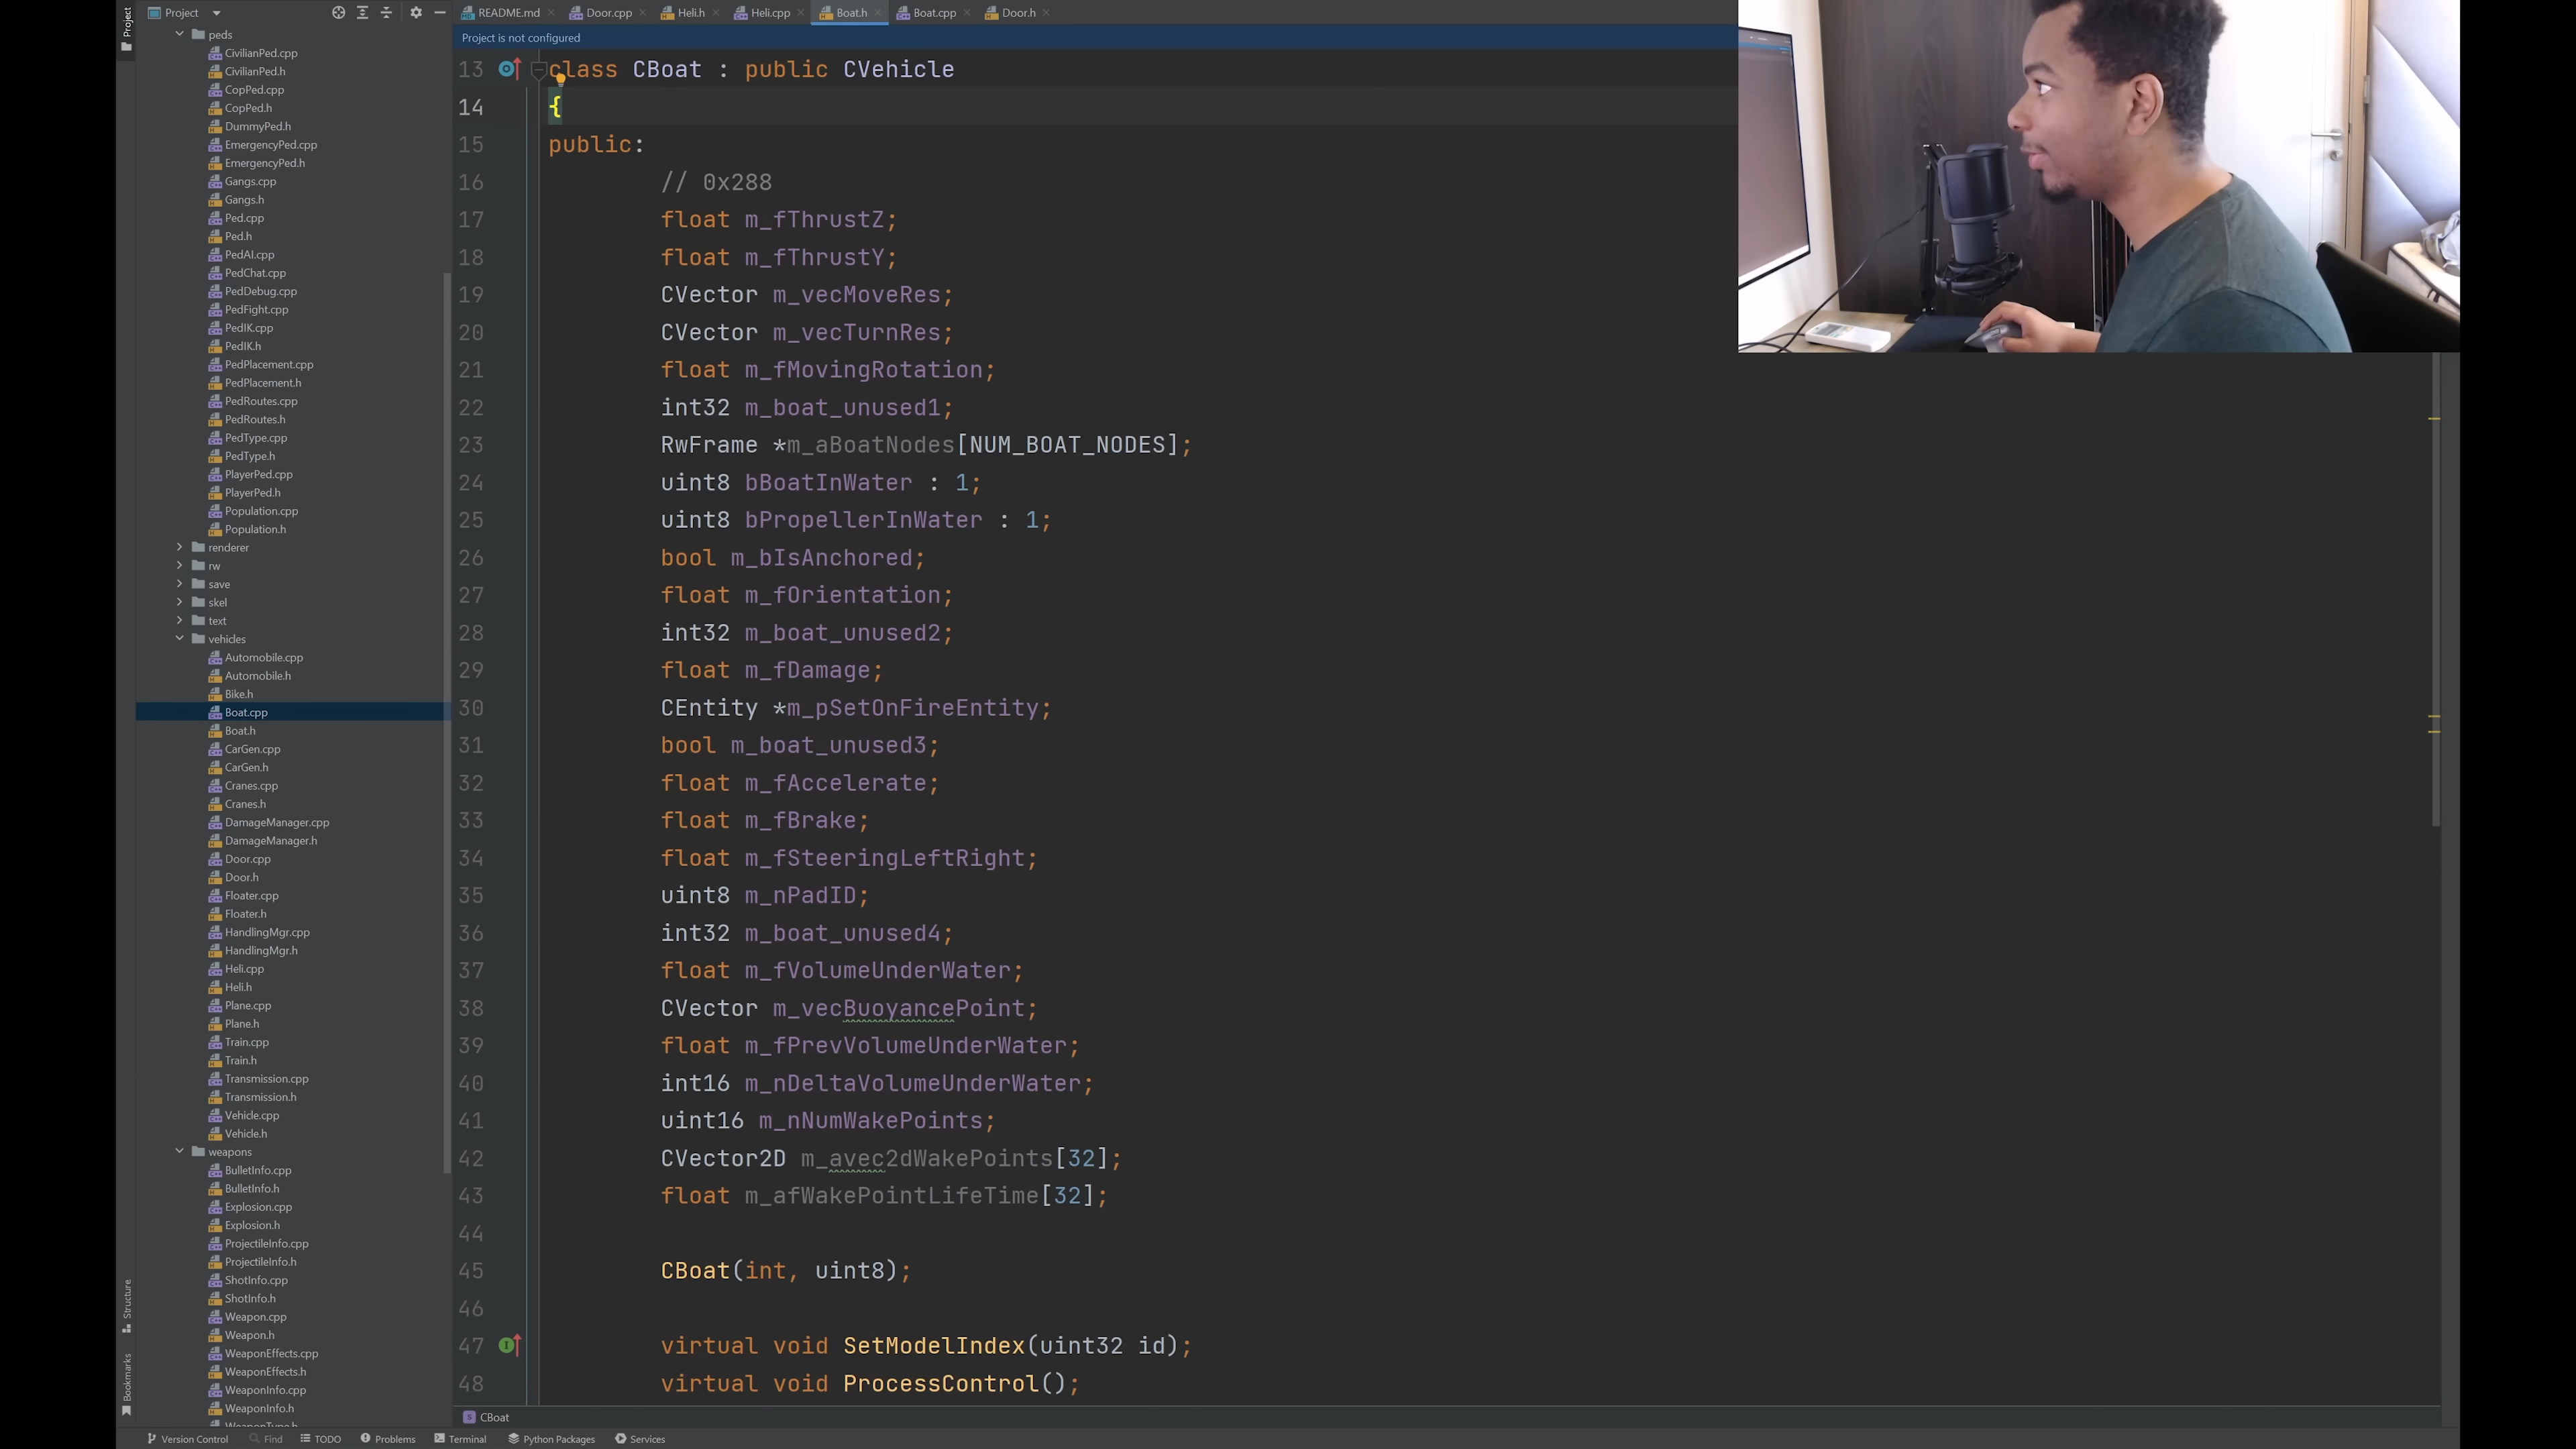 Project
README.md
Door.cpp
Heli.h
Heli.cpp
Boat.h
Boat.cpp
Door.h
Project
Project is not configured
peds
CivilianPed.cpp
CivilianPed.h
CopPed.cpp
CopPed.h
DummyPed.h
EmergencyPed.cpp
EmergencyPed.h
Gangs.cpp
Gangs.h
Ped.cpp
Ped.h
PedAI.cpp
PedChat.cpp
PedDebug.cpp
PedFight.cpp
PedIK.cpp
PedIK.h
PedPlacement.cpp
PedPlacement.h
PedRoutes.cpp
PedRoutes.h
PedType.cpp
PedType.h
PlayerPed.cpp
PlayerPed.h
Population.cpp
Population.h
renderer
rw
save
skel
text
vehicles
Automobile.cpp
Automobile.h
Bike.h
Boat.cpp
Boat.h
CarGen.cpp
CarGen.h
Cranes.cpp
Cranes.h
DamageManager.cpp
DamageManager.h
Door.cpp
Door.h
Floater.cpp
Floater.h
HandlingMgr.cpp
HandlingMgr.h
Heli.cpp
Heli.h
Plane.cpp
Plane.h
Train.cpp
Train.h
Transmission.cpp
Transmission.h
Vehicle.cpp
Vehicle.h
weapons
BulletInfo.cpp
BulletInfo.h
Explosion.cpp
Explosion.h
ProjectileInfo.cpp
ProjectileInfo.h
ShotInfo.cpp
ShotInfo.h
Weapon.cpp
Weapon.h
WeaponEffects.cpp
WeaponEffects.h
WeaponInfo.cpp
WeaponInfo.h
WeaponType.h
Structure
Bookmarks
13 class CBoat : public CVehicle
14 {
15 public:
16 // 0x288
17 float m_fThrustZ;
18 float m_fThrustY;
19 CVector m_vecMoveRes;
20 CVector m_vecTurnRes;
21 float m_fMovingRotation;
22 int32 m_boat_unused1;
23 RwFrame *m_aBoatNodes[NUM_BOAT_NODES];
24 uint8 bBoatInWater : 1;
25 uint8 bPropellerInWater : 1;
26 bool m_bIsAnchored;
27 float m_fOrientation;
28 int32 m_boat_unused2;
29 float m_fDamage;
30 CEntity *m_pSetOnFireEntity;
31 bool m_boat_unused3;
32 float m_fAccelerate;
33 float m_fBrake;
34 float m_fSteeringLeftRight;
35 uint8 m_nPadID;
36 int32 m_boat_unused4;
37 float m_fVolumeUnderWater;
38 CVector m_vecBuoyancePoint;
39 float m_fPrevVolumeUnderWater;
40 int16 m_nDeltaVolumeUnderWater;
41 uint16 m_nNumWakePoints;
42 CVector2D m_avec2dWakePoints[32];
43 float m_afWakePointLifeTime[32];
44
45 CBoat(int, uint8);
46
47 virtual void SetModelIndex(uint32 id);
48 virtual void ProcessControl();
CBoat
Version Control
Find
TODO
Problems
Terminal
Python Packages
Services